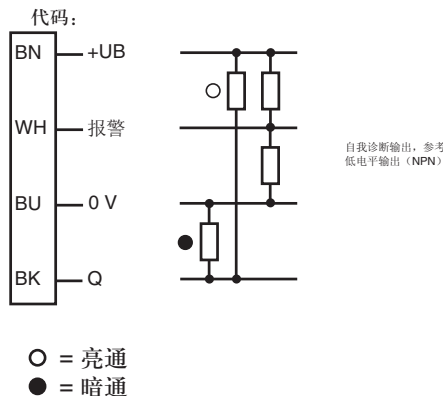 代码：
BN +UB
WH 报警
BU 0 V
BK Q
自我诊断输出，参考
低电平输出（NPN）
= 亮通
= 暗通